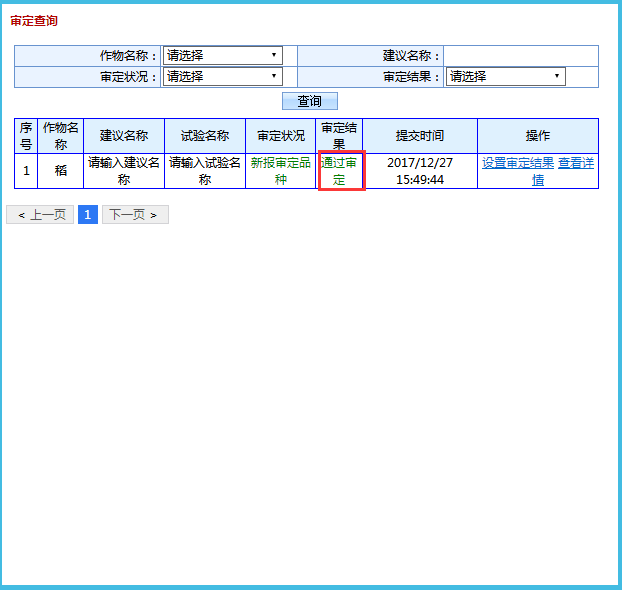 审定查询
作物名称： 请选择 建议名称：
审定状况： 请选择 审定结果： 请选择
查询
序号 作物名称 建议名称 试验名称 审定状况 审定结果 提交时间 操作
1 稻 请输入建议名称 请输入试验名称 新报审定品种 通过审定 2017/12/27 15:49:44 设置审定结果 查看详情
< 上一页 1 下一页 >